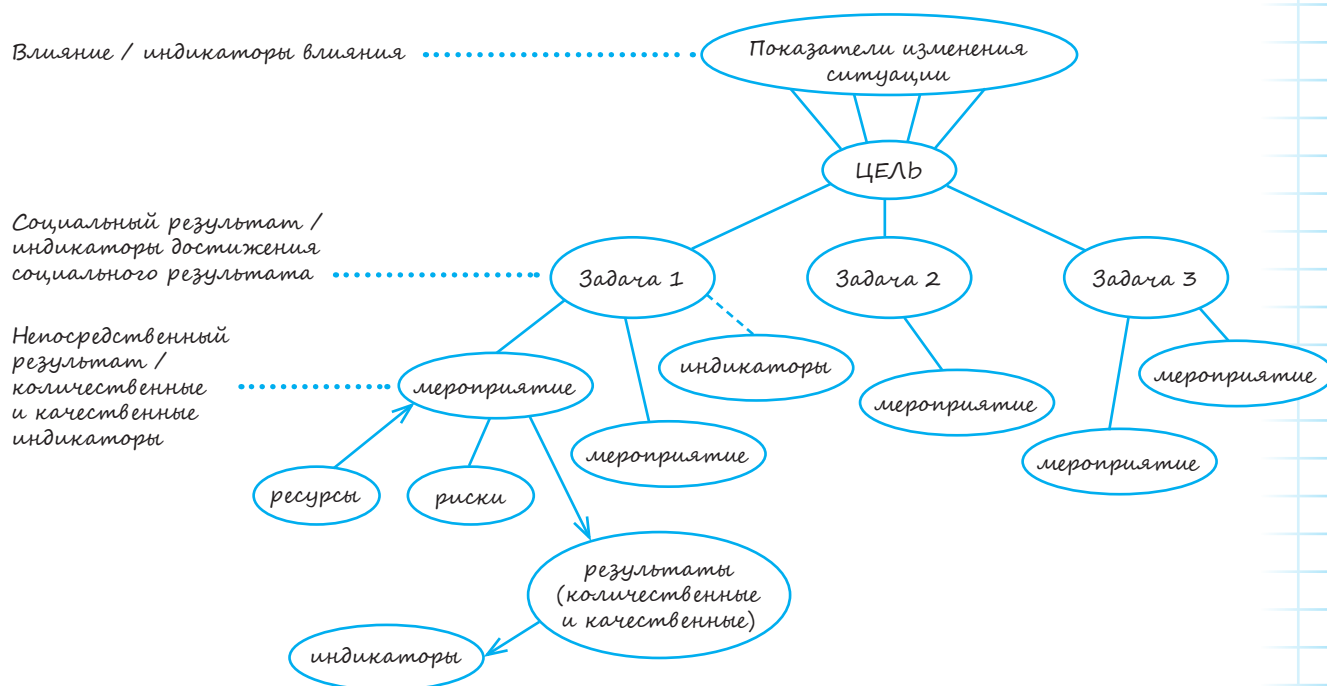 Влияние / индикаторы влияния
Показатели изменения
ситуации
ЦЕЛЬ
Социальный результат /
индикаторы достижения
социального результата
Задача 1
Задача 2
Задача 3
Непосредственный
результат /
количественные
и качественные
индикаторы
мероприятие
индикаторы
мероприятие
мероприятие
мероприятие
мероприятие
ресурсы
риски
результаты
(количественные
и качественные)
индикаторы